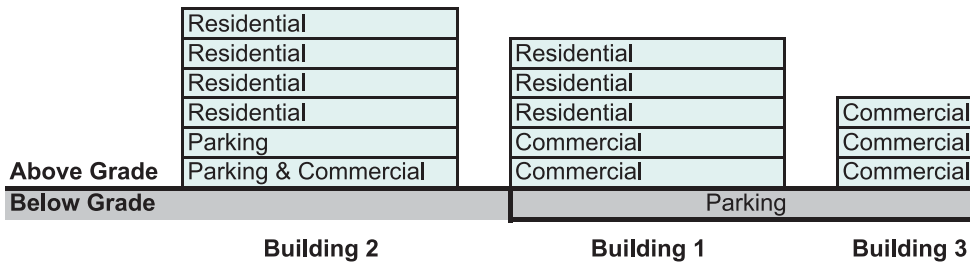 Residential
Residential Residential
Residential Residential
Residential Residential Commercial
Parking Commercial Commercial
Above Grade Parking & Commercial Commercial Commercial
Below Grade Parking
Building 2 Building 1 Building 3